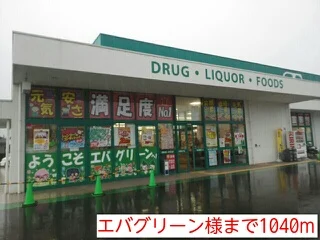 DRUG・LIQUOR・FOODS
元気 安さ 満足度 No.1
ようこそエバグリーンへ
エバグリーン様まで1040m